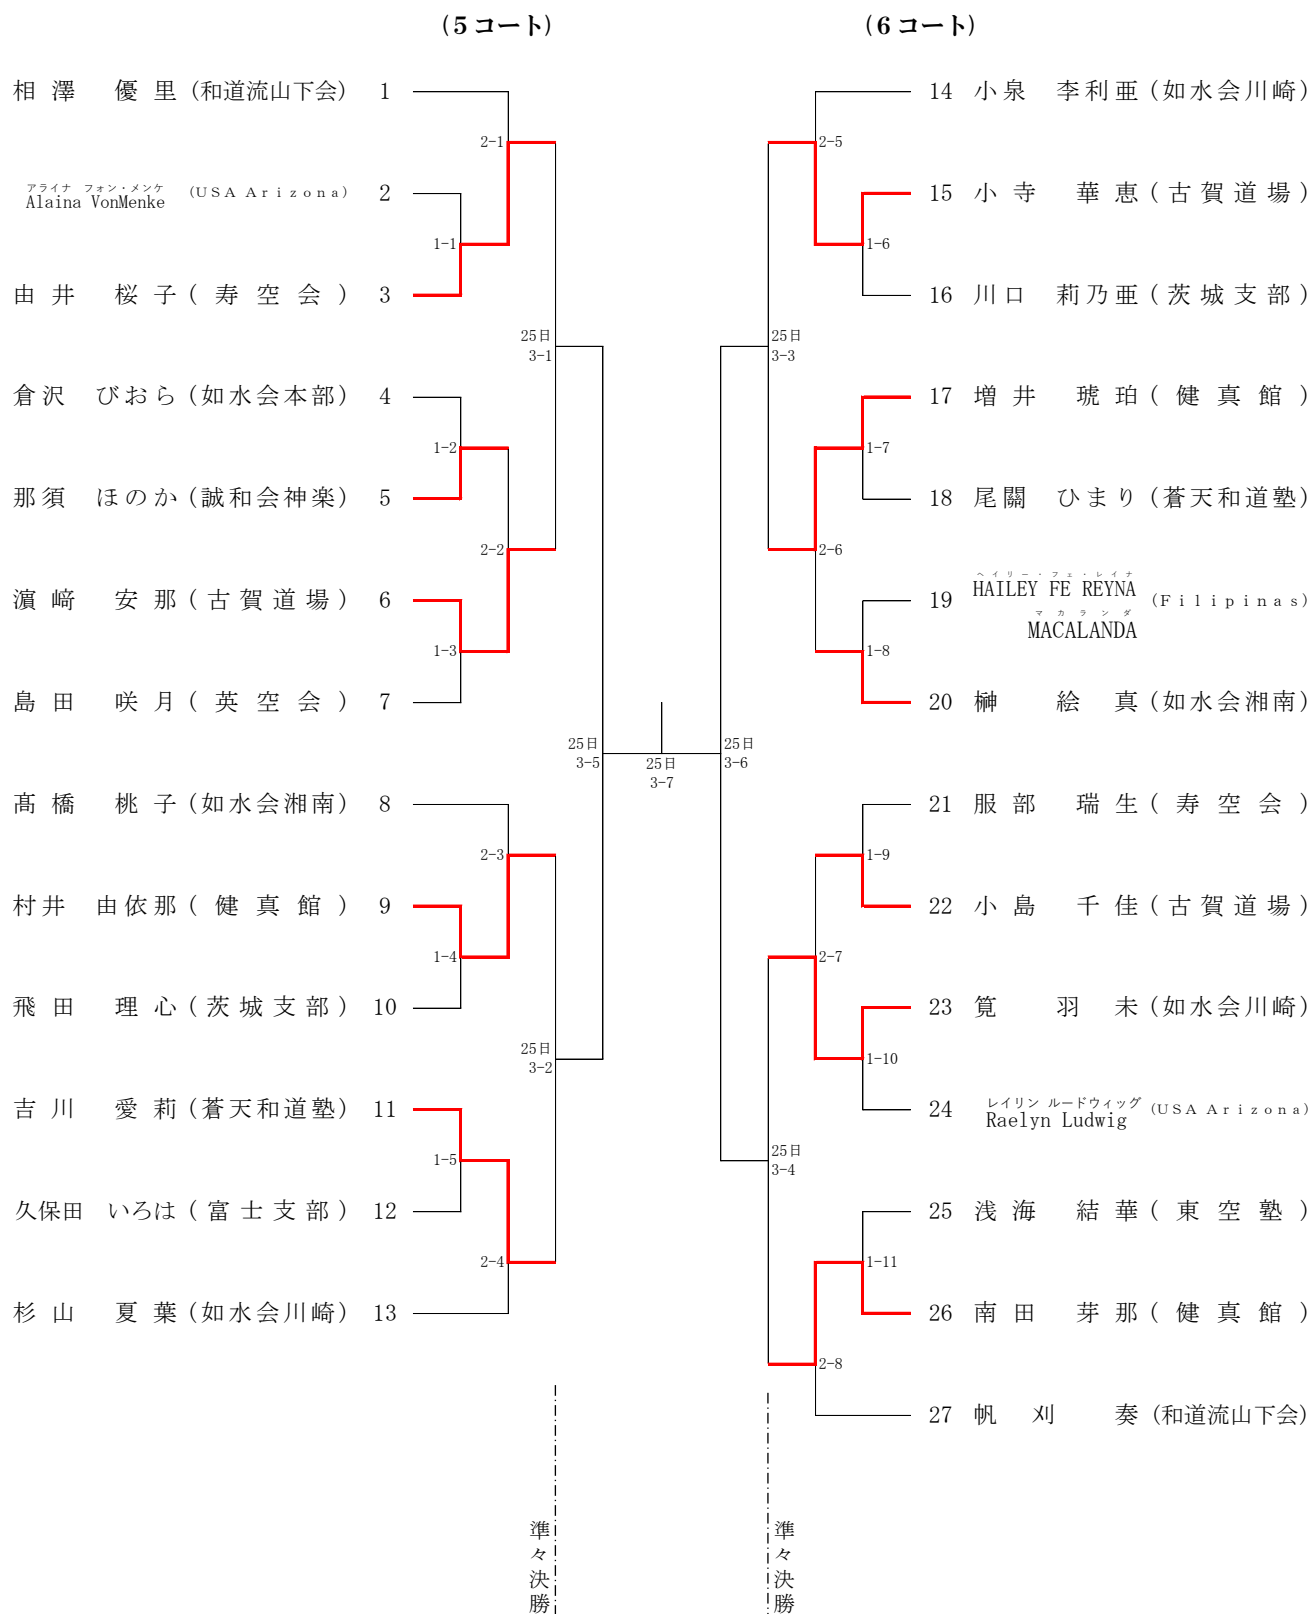 (5コート)
相澤 優里(和道流山下会) 1
アライナ フォン・メンケ
Alaina VonMenke (USA Arizona) 2
由井 桜子(寿空会) 3
倉沢 びおら(如水会本部) 4
那須 ほのか(誠和会神楽) 5
濵﨑 安那(古賀道場) 6
島田 咲月(英空会) 7
髙橋 桃子(如水会湘南) 8
村井 由依那(健真館) 9
飛田 理心(茨城支部) 10
吉川 愛莉(蒼天和道塾) 11
久保田 いろは(富士支部) 12
杉山 夏葉(如水会川崎) 13
2-1
1-1
25日
3-1
1-2
2-2
1-3
25日
3-5
2-3
1-4
25日
3-2
1-5
2-4
準々決勝
25日
3-7
(6コート)
14 小泉 李利亜(如水会川崎)
15 小寺 華恵(古賀道場)
16 川口 莉乃亜(茨城支部)
17 増井 琥珀(健真館)
18 尾關 ひまり(蒼天和道塾)
ヘイリー・フェ・レイナ
19 HAILEY FE REYNA (Filipinas)
マカランダ
MACALANDA
20 榊 絵真(如水会湘南)
21 服部 瑞生(寿空会)
22 小島 千佳(古賀道場)
23 筧 羽未(如水会川崎)
レイリン ルードウィッグ
24 Raelyn Ludwig (USA Arizona)
25 浅海 結華(東空塾)
26 南田 芽那(健真館)
27 帆刈 奏(和道流山下会)
2-5
1-6
25日
3-3
1-7
2-6
1-8
25日
3-6
1-9
2-7
1-10
25日
3-4
1-11
2-8
準々決勝